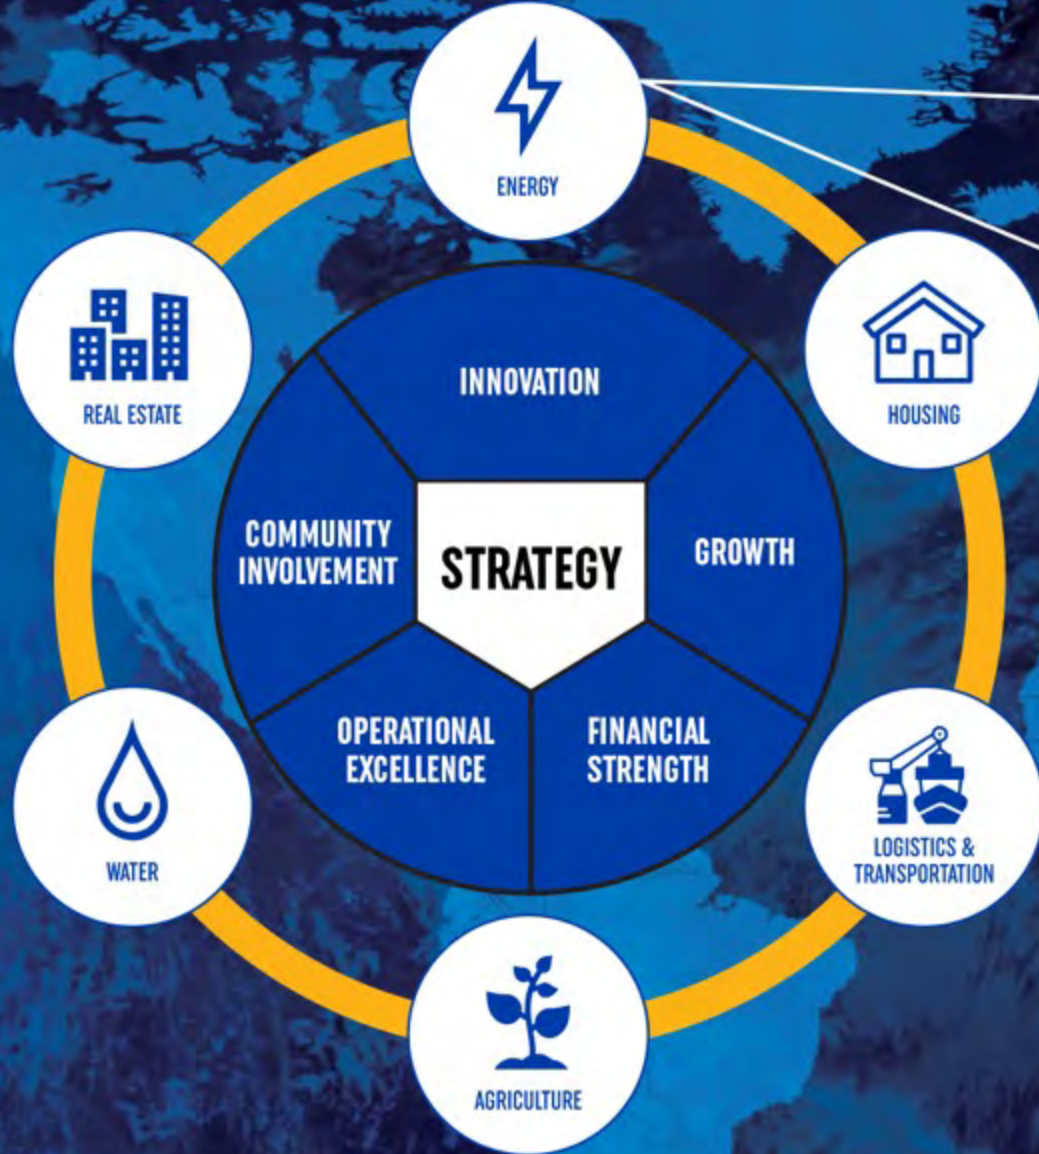 ENERGY
REAL ESTATE
HOUSING
INNOVATION
COMMUNITY
INVOLVEMENT
STRATEGY
GROWTH
OPERATIONAL
EXCELLENCE
FINANCIAL
STRENGTH
WATER
LOGISTICS &
TRANSPORTATION
AGRICULTURE